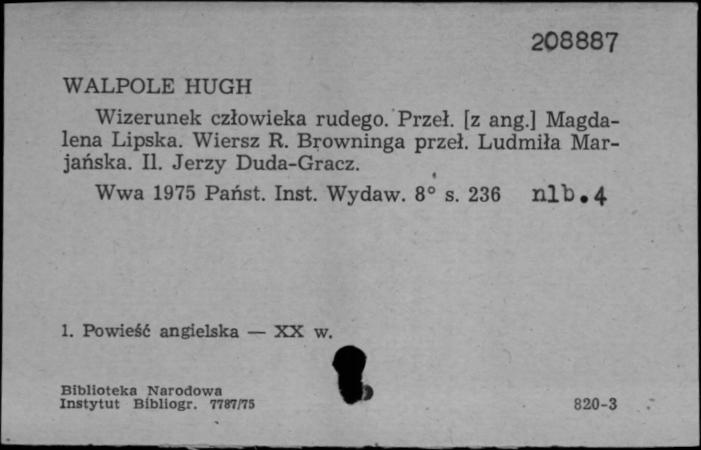 208887
WALPOLE HUGH
Wizerunek człowieka rudego. Przeł. [z ang.] Magda-
lena Lipska. Wiersz R. Browninga przeł. Ludmiła Mar-
jańska. Il. Jerzy Duda-Gracz.
Wwa 1975 Państ. Inst. Wydaw. 8° s. 236 nlb.4
1. Powieść angielska — XX w.
Biblioteka Narodowa
Instytut Bibliogr. 7787/75 820-3